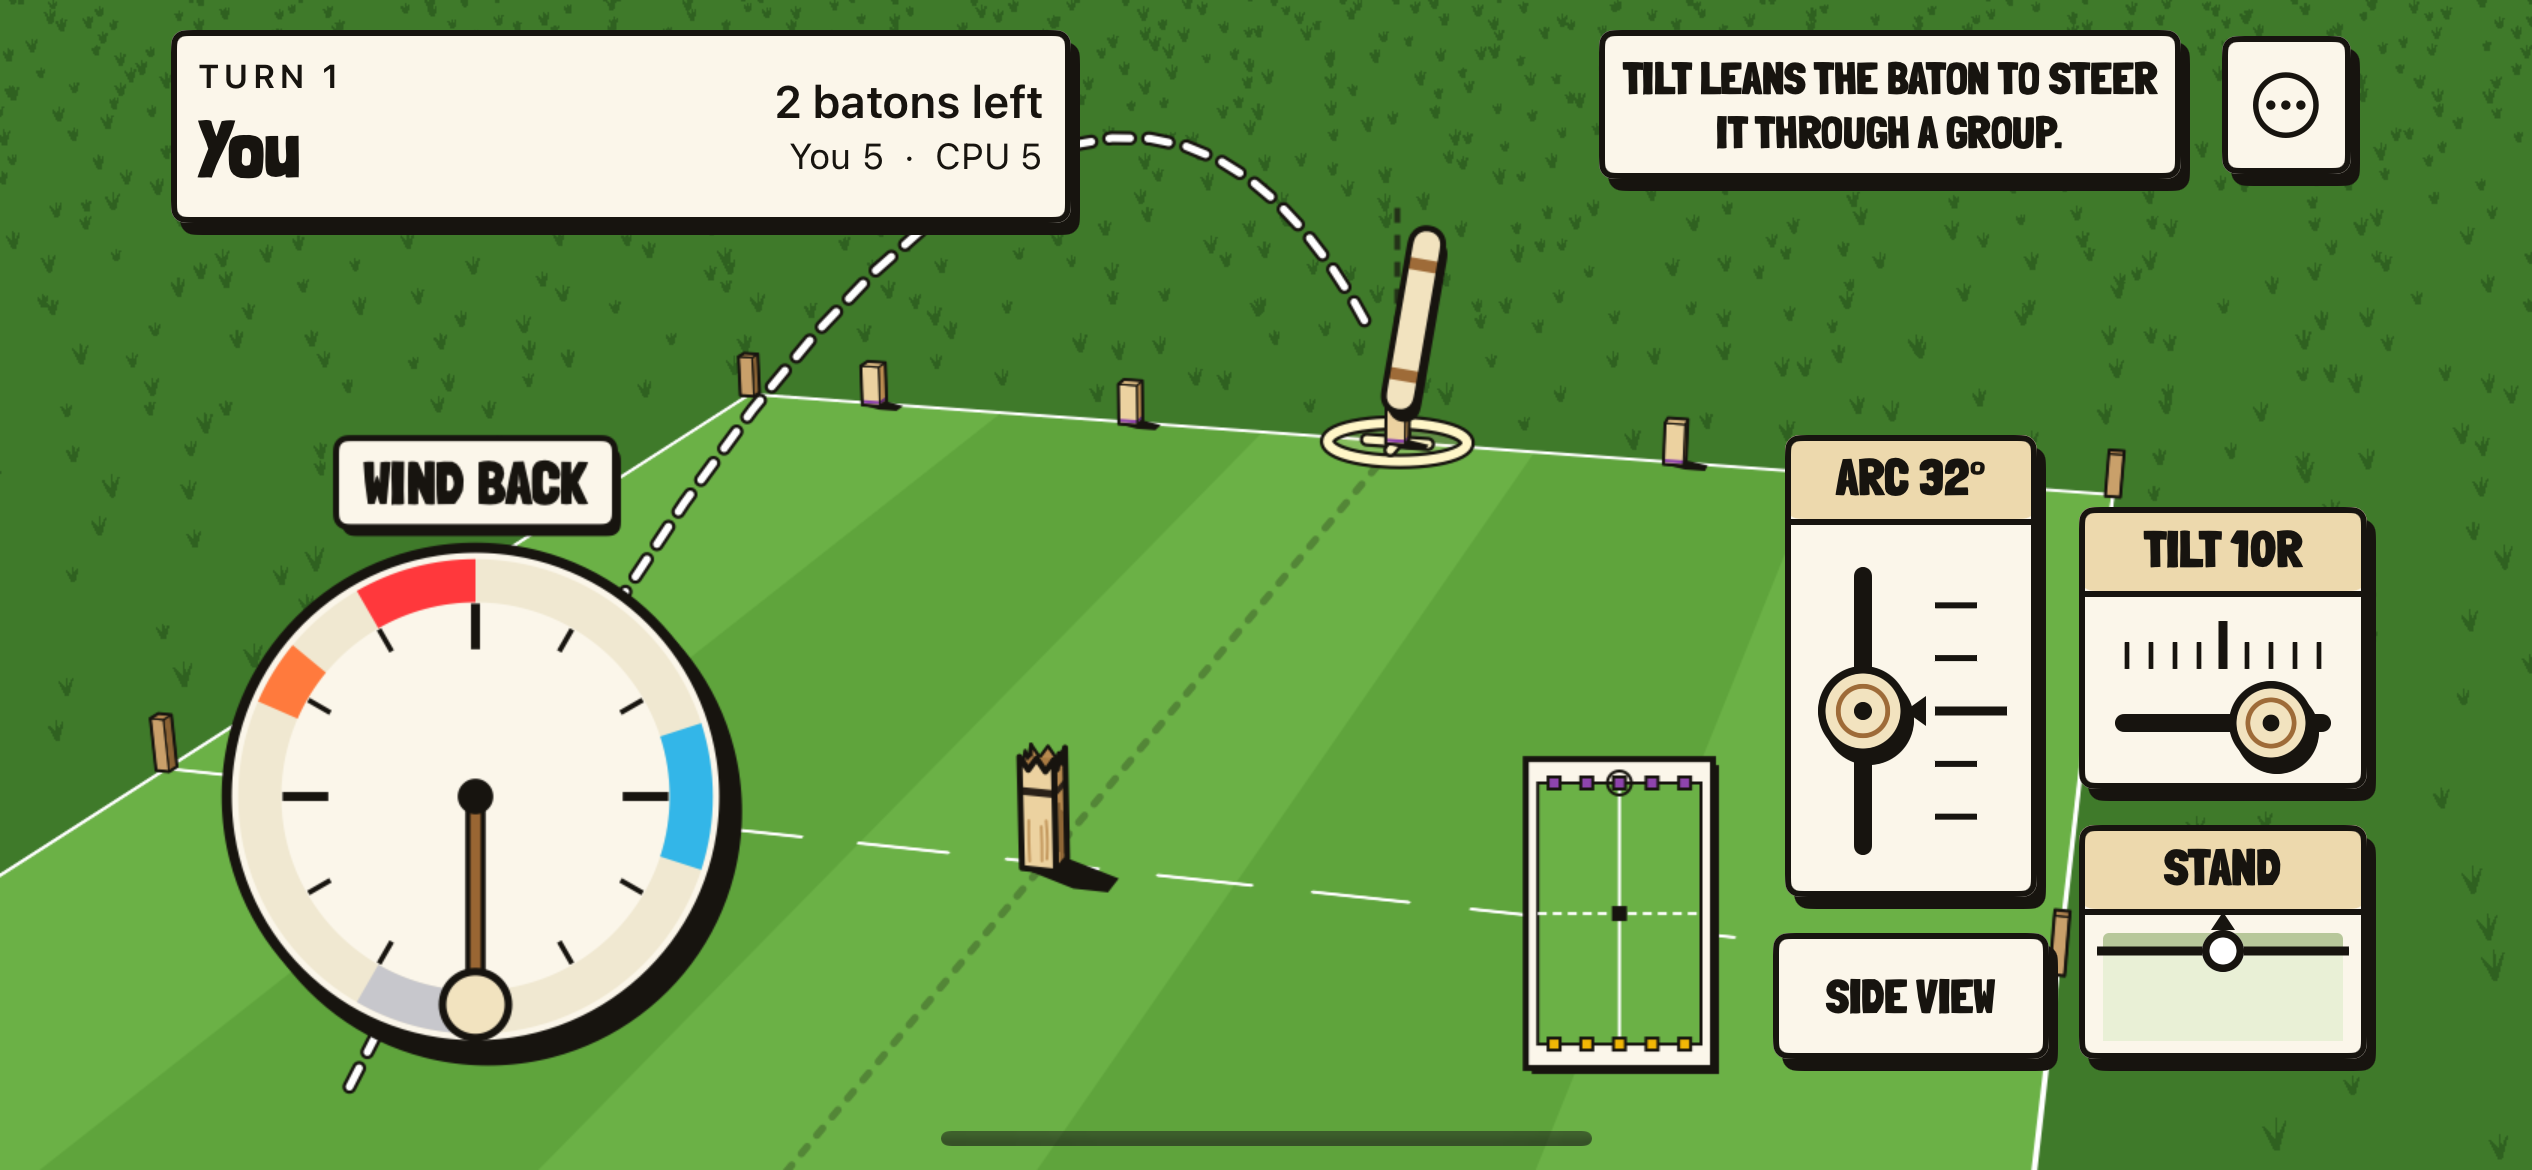 TURN 1
You
2 batons left
You 5 · CPU 5
TILT LEANS THE BATON TO STEER
IT THROUGH A GROUP.
WIND BACK
ARC 32°
TILT 10R
STAND
SIDE VIEW